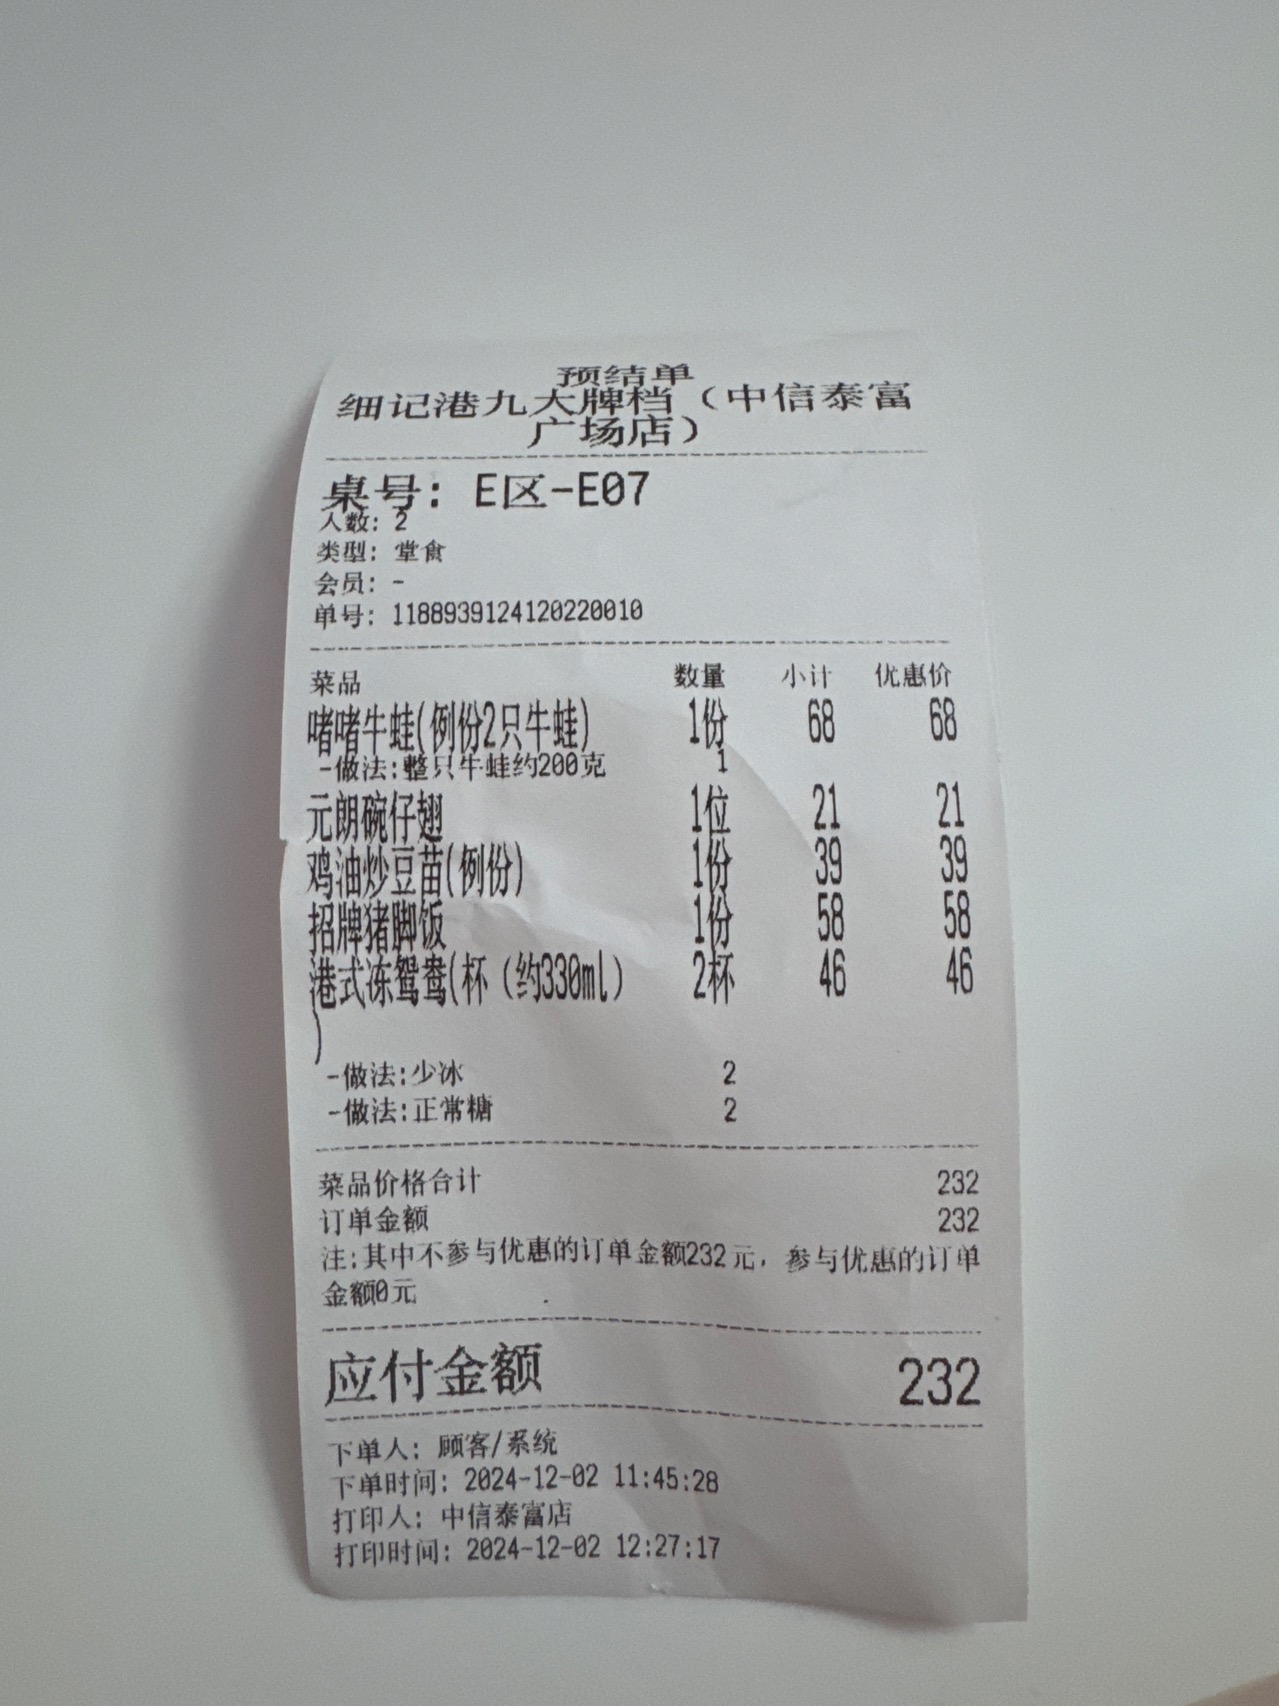 预结单
细记港九大牌档（中信泰富
广场店）
桌号: E区-E07
人数: 2
类型: 堂食
会员: -
单号: 1188939124120220010
菜品 数量 小计 优惠价
啫啫牛蛙(例份2只牛蛙) 1份 68 68
-做法:整只牛蛙约200克 1
元朗碗仔翅 1位 21 21
鸡油炒豆苗(例份) 1份 39 39
招牌猪脚饭 1份 58 58
港式冻鸳鸯(杯（约330ml） 2杯 46 46
)
-做法:少冰 2
-做法:正常糖 2
菜品价格合计 232
订单金额 232
注:其中不参与优惠的订单金额232元，参与优惠的订单
金额0元
应付金额 232
下单人: 顾客/系统
下单时间: 2024-12-02 11:45:28
打印人: 中信泰富店
打印时间: 2024-12-02 12:27:17